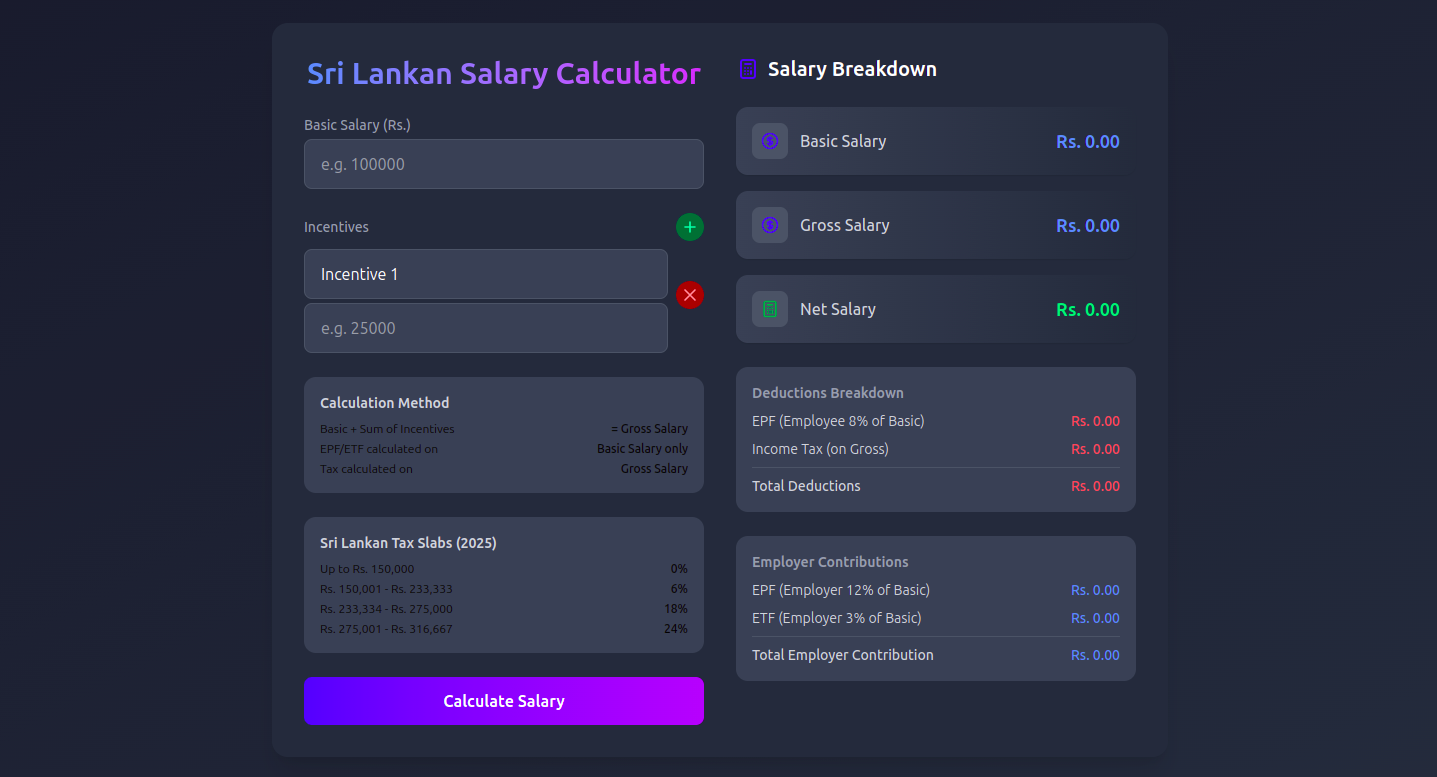 Sri Lankan Salary Calculator
Basic Salary (Rs.)
e.g. 100000
Incentives
Incentive 1
e.g. 25000
Calculation Method
Basic + Sum of Incentives = Gross Salary
EPF/ETF calculated on Basic Salary only
Tax calculated on Gross Salary
Sri Lankan Tax Slabs (2025)
Up to Rs. 150,000 0%
Rs. 150,001 - Rs. 233,333 6%
Rs. 233,334 - Rs. 275,000 18%
Rs. 275,001 - Rs. 316,667 24%
Calculate Salary
Salary Breakdown
Basic Salary Rs. 0.00
Gross Salary Rs. 0.00
Net Salary Rs. 0.00
Deductions Breakdown
EPF (Employee 8% of Basic) Rs. 0.00
Income Tax (on Gross) Rs. 0.00
Total Deductions Rs. 0.00
Employer Contributions
EPF (Employer 12% of Basic) Rs. 0.00
ETF (Employer 3% of Basic) Rs. 0.00
Total Employer Contribution Rs. 0.00